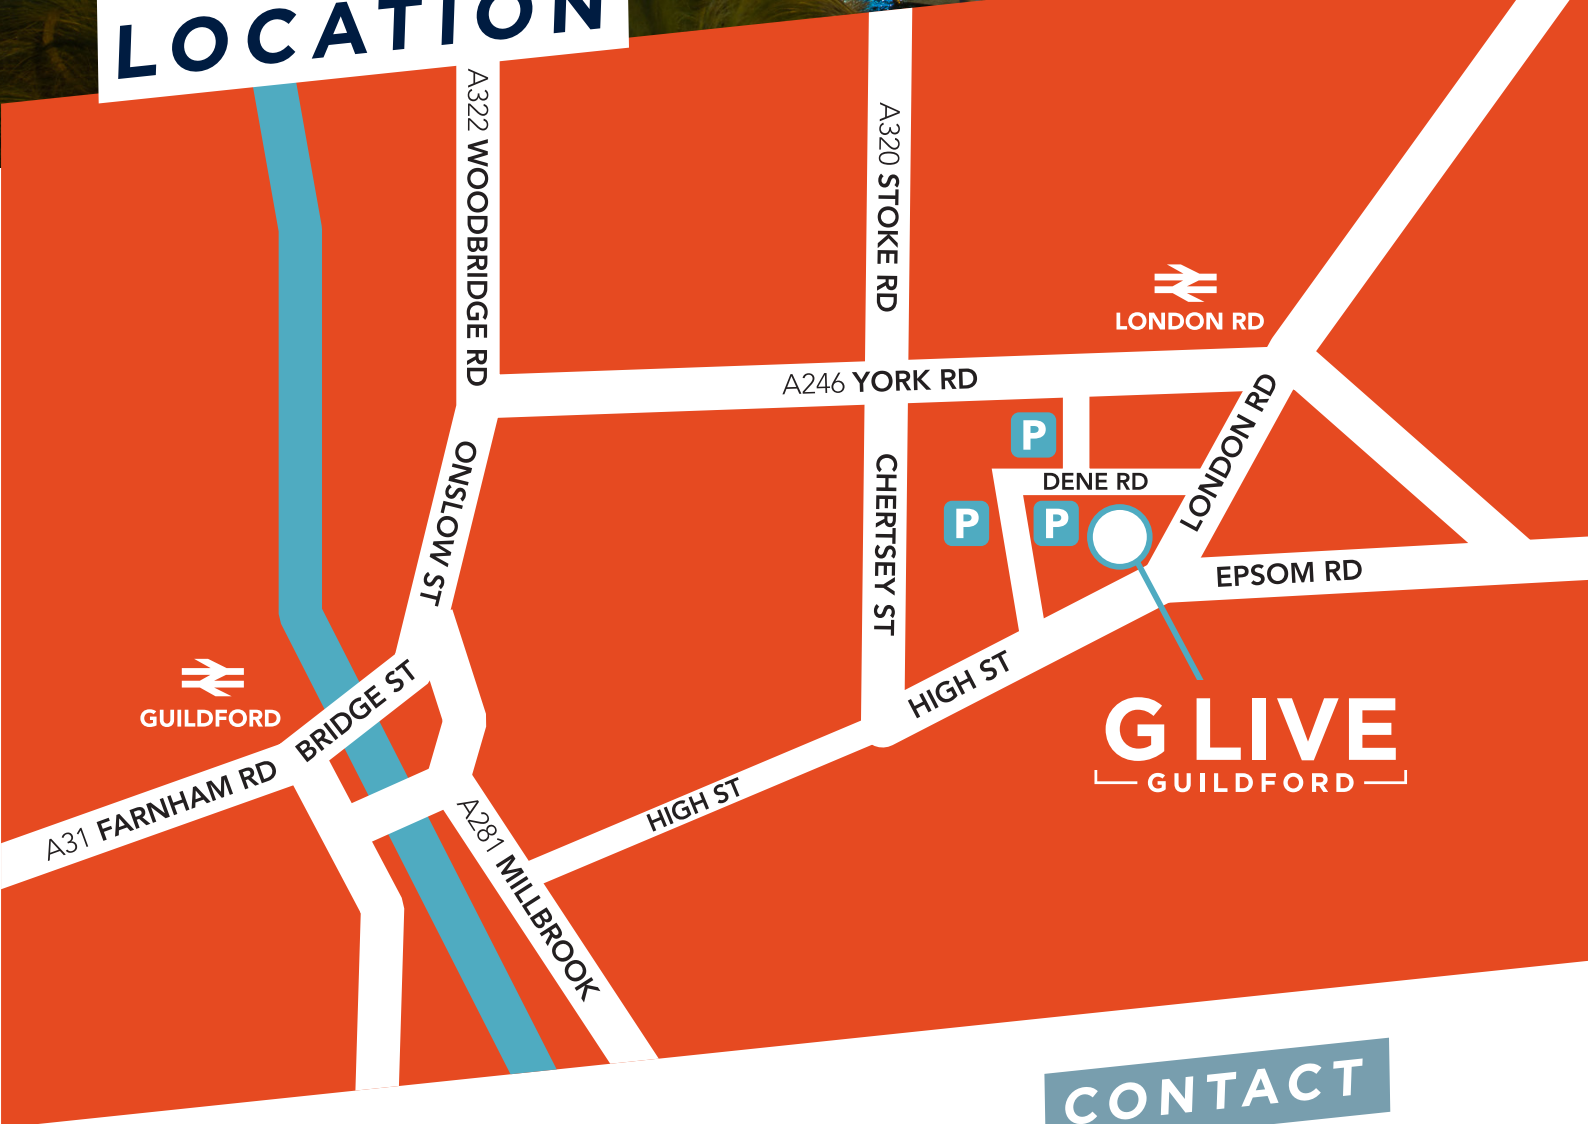 LOCATION
A322 WOODBRIDGE RD
A320 STOKE RD
LONDON RD
A246 YORK RD
LONDON RD
P
ONSLOW ST
CHERTSEY ST
DENE RD
P
P
EPSOM RD
GUILDFORD
BRIDGE ST
HIGH ST
G LIVE
GUILDFORD
A31 FARNHAM RD
HIGH ST
A281 MILLBROOK
CONTACT